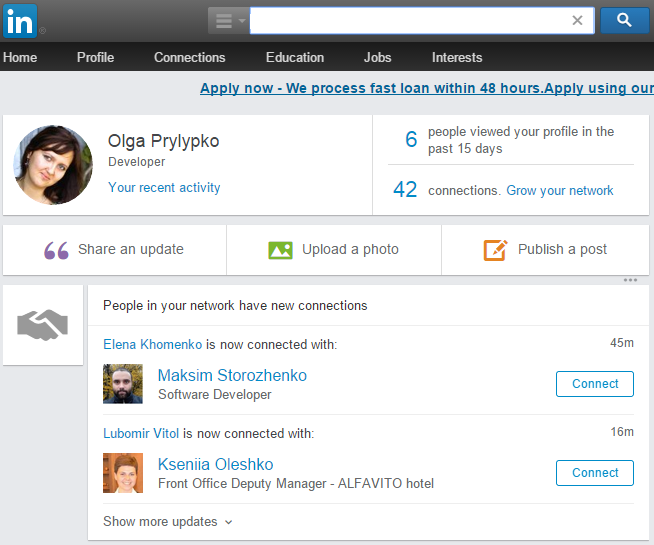 in
Home Profile Connections Education Jobs Interests
Apply now - We process fast loan within 48 hours.Apply using our
Olga Prylypko
Developer
Your recent activity
6 people viewed your profile in the
past 15 days
42 connections. Grow your network
Share an update Upload a photo Publish a post
People in your network have new connections
Elena Khomenko is now connected with: 45m
Maksim Storozhenko
Software Developer
Connect
Lubomir Vitol is now connected with: 16m
Kseniia Oleshko
Front Office Deputy Manager - ALFAVITO hotel
Connect
Show more updates